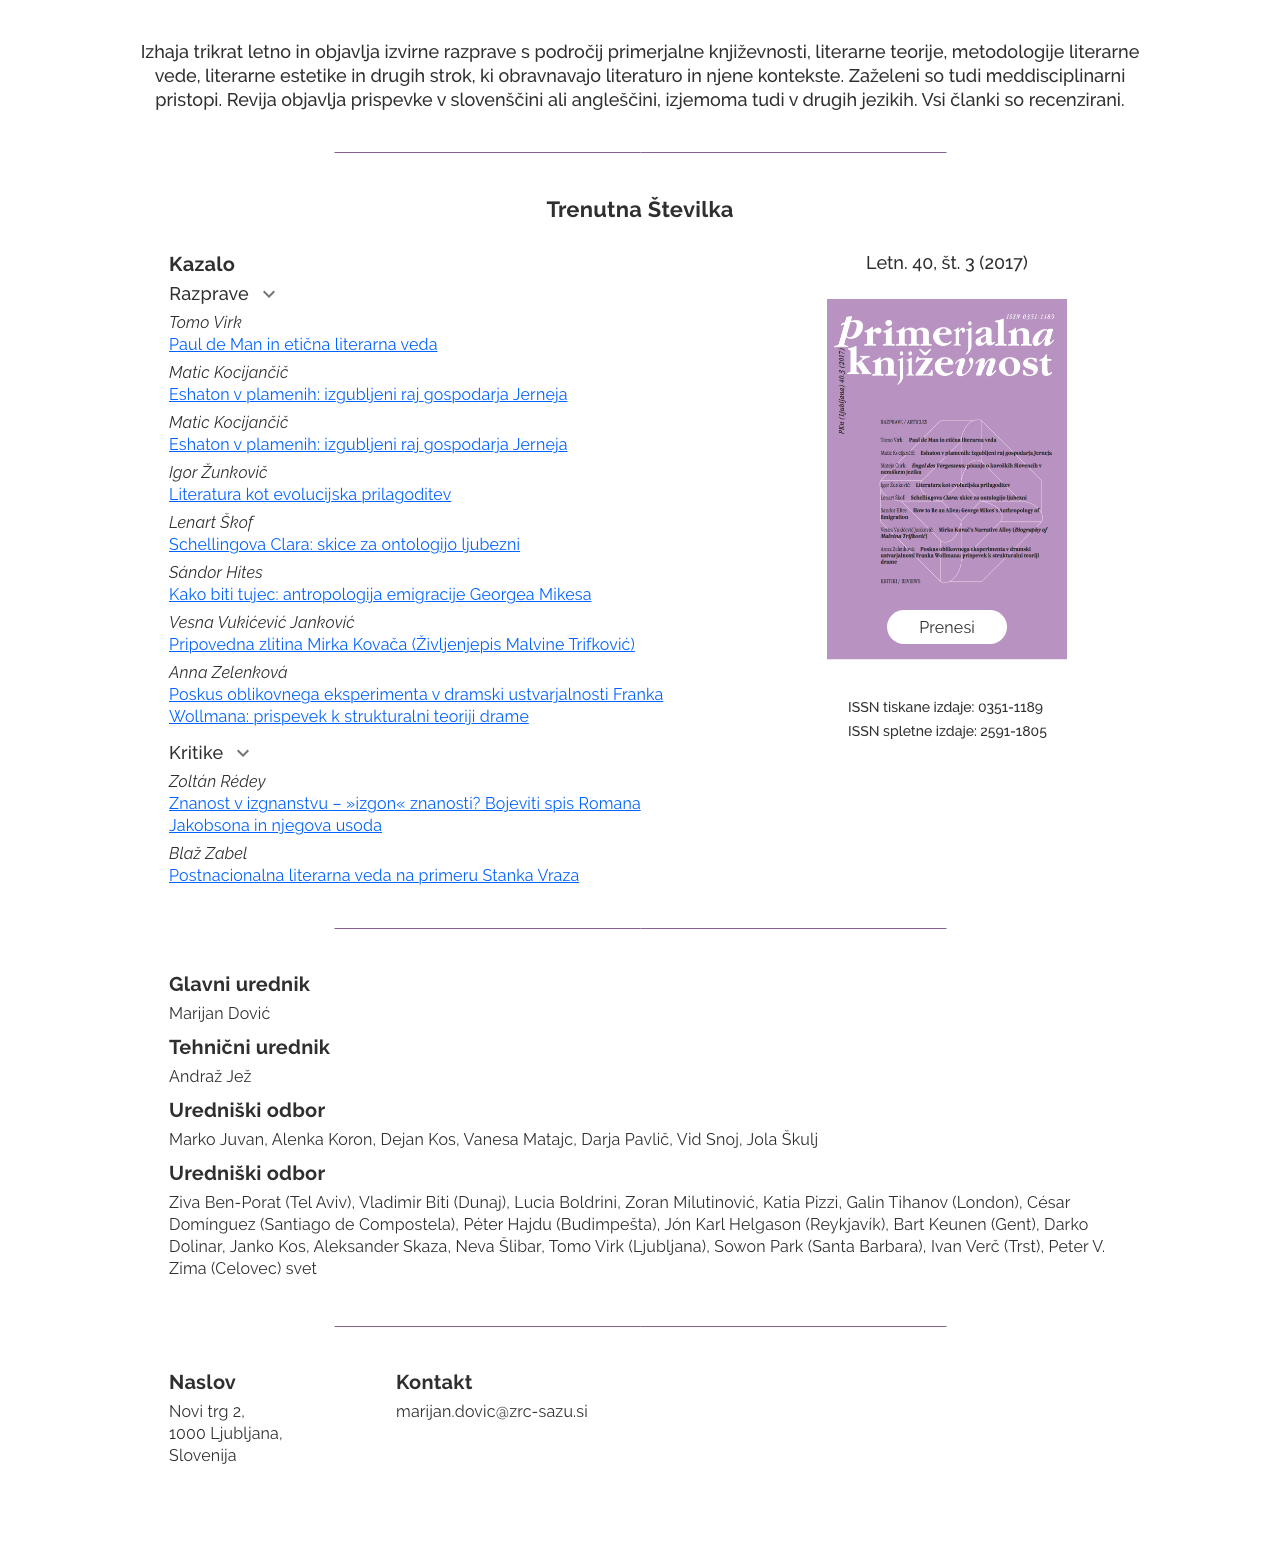 Izhaja trikrat letno in objavlja izvirne razprave s področij primerjalne književnosti, literarne teorije, metodologije literarne
vede, literarne estetike in drugih strok, ki obravnavajo literaturo in njene kontekste. Zaželeni so tudi meddisciplinarni
pristopi. Revija objavlja prispevke v slovenščini ali angleščini, izjemoma tudi v drugih jezikih. Vsi članki so recenzirani.
Trenutna Številka
Kazalo
Razprave
Tomo Virk
Paul de Man in etična literarna veda
Matic Kocijančič
Eshaton v plamenih: izgubljeni raj gospodarja Jerneja
Matic Kocijančič
Eshaton v plamenih: izgubljeni raj gospodarja Jerneja
Igor Žunkovič
Literatura kot evolucijska prilagoditev
Lenart Škof
Schellingova Clara: skice za ontologijo ljubezni
Sándor Hites
Kako biti tujec: antropologija emigracije Georgea Mikesa
Vesna Vukićević Janković
Pripovedna zlitina Mirka Kovača (Življenjepis Malvine Trifković)
Anna Zelenková
Poskus oblikovnega eksperimenta v dramski ustvarjalnosti Franka
Wollmana: prispevek k strukturalni teoriji drame
Kritike
Zoltán Rédey
Znanost v izgnanstvu – »izgon« znanosti? Bojeviti spis Romana
Jakobsona in njegova usoda
Blaž Zabel
Postnacionalna literarna veda na primeru Stanka Vraza
Letn. 40, št. 3 (2017)
ISSN 0351-1189
Primerjalna
književnost
PKn (Ljubljana) 40.3 (2017)
RAZPRAVE / ARTICLES
Tomo Virk Paul de Man in etična literarna veda
Matic Kocijančič Eshaton v plamenih: izgubljeni raj gospodarja Jerneja
Engel des Vergessens: pisanje o koroških Slovencih v
nemškem jeziku
Igor Žunkovič Literatura kot evolucijska prilagoditev
Lenart Škof Schellingova Clara: skice za ontologijo ljubezni
Sándor Hites How to Be an Alien: George Mikes's Anthropology of
Emigration
Vesna Vukićević Janković Mirko Kovač's Narrative Alloy (Biography of
Malvina Trifković)
Anna Zelenková Poskus oblikovnega eksperimenta v dramski
ustvarjalnosti Franka Wollmana: prispevek k strukturalni teoriji
drame
KRITIKI / REVIEWS
Prenesi
ISSN tiskane izdaje: 0351-1189
ISSN spletne izdaje: 2591-1805
Glavni urednik
Marijan Dović
Tehnični urednik
Andraž Jež
Uredniški odbor
Marko Juvan, Alenka Koron, Dejan Kos, Vanesa Matajc, Darja Pavlič, Vid Snoj, Jola Škulj
Uredniški odbor
Ziva Ben-Porat (Tel Aviv), Vladimir Biti (Dunaj), Lucia Boldrini, Zoran Milutinović, Katia Pizzi, Galin Tihanov (London), César
Domínguez (Santiago de Compostela), Péter Hajdu (Budimpešta), Jón Karl Helgason (Reykjavík), Bart Keunen (Gent), Darko
Dolinar, Janko Kos, Aleksander Skaza, Neva Šlibar, Tomo Virk (Ljubljana), Sowon Park (Santa Barbara), Ivan Verč (Trst), Peter V.
Zima (Celovec) svet
Naslov
Novi trg 2,
1000 Ljubljana,
Slovenija
Kontakt
marijan.dovic@zrc-sazu.si